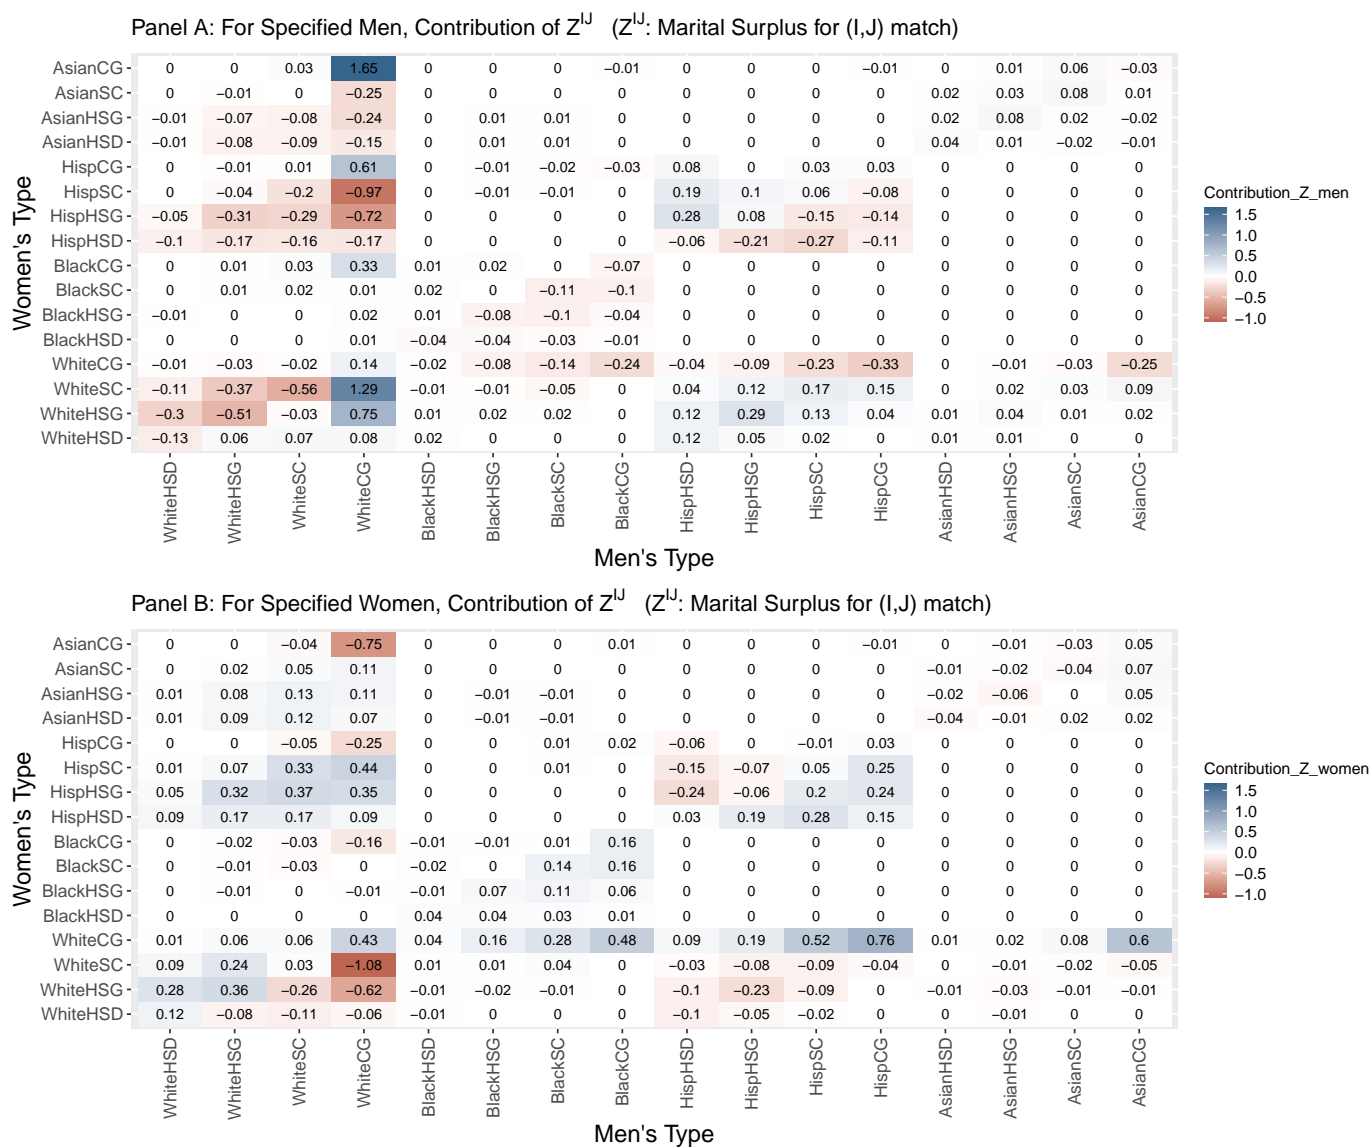 Panel A: For Specified Men, Contribution of Z^IJ (Z^IJ: Marital Surplus for (I,J) match)
Women's Type
AsianCG 0 0 0.03 1.65 0 0 0 −0.01 0 0 0 −0.01 0 0.01 0.06 −0.03
AsianSC 0 −0.01 0 −0.25 0 0 0 0 0 0 0 0 0.02 0.03 0.08 0.01
AsianHSG −0.01 −0.07 −0.08 −0.24 0 0.01 0.01 0 0 0 0 0 0.02 0.08 0.02 −0.02
AsianHSD −0.01 −0.08 −0.09 −0.15 0 0.01 0.01 0 0 0 0 0 0.04 0.01 −0.02 −0.01
HispCG 0 −0.01 0.01 0.61 0 −0.01 −0.02 −0.03 0.08 0 0.03 0.03 0 0 0 0
HispSC 0 −0.04 −0.2 −0.97 0 −0.01 −0.01 0 0.19 0.1 0.06 −0.08 0 0 0 0
HispHSG −0.05 −0.31 −0.29 −0.72 0 0 0 0 0.28 0.08 −0.15 −0.14 0 0 0 0
HispHSD −0.1 −0.17 −0.16 −0.17 0 0 0 0 −0.06 −0.21 −0.27 −0.11 0 0 0 0
BlackCG 0 0.01 0.03 0.33 0.01 0.02 0 −0.07 0 0 0 0 0 0 0 0
BlackSC 0 0.01 0.02 0.01 0.02 0 −0.11 −0.1 0 0 0 0 0 0 0 0
BlackHSG −0.01 0 0 0.02 0.01 −0.08 −0.1 −0.04 0 0 0 0 0 0 0 0
BlackHSD 0 0 0 0.01 −0.04 −0.04 −0.03 −0.01 0 0 0 0 0 0 0 0
WhiteCG −0.01 −0.03 −0.02 0.14 −0.02 −0.08 −0.14 −0.24 −0.04 −0.09 −0.23 −0.33 0 −0.01 −0.03 −0.25
WhiteSC −0.11 −0.37 −0.56 1.29 −0.01 −0.01 −0.05 0 0.04 0.12 0.17 0.15 0 0.02 0.03 0.09
WhiteHSG −0.3 −0.51 −0.03 0.75 0.01 0.02 0.02 0 0.12 0.29 0.13 0.04 0.01 0.04 0.01 0.02
WhiteHSD −0.13 0.06 0.07 0.08 0.02 0 0 0 0.12 0.05 0.02 0 0.01 0.01 0 0
WhiteHSD WhiteHSG WhiteSC WhiteCG BlackHSD BlackHSG BlackSC BlackCG HispHSD HispHSG HispSC HispCG AsianHSD AsianHSG AsianSC AsianCG
Men's Type
Contribution_Z_men
1.5
1.0
0.5
0.0
−0.5
−1.0
Panel B: For Specified Women, Contribution of Z^IJ (Z^IJ: Marital Surplus for (I,J) match)
Women's Type
AsianCG 0 0 −0.04 −0.75 0 0 0 0.01 0 0 0 −0.01 0 −0.01 −0.03 0.05
AsianSC 0 0.02 0.05 0.11 0 0 0 0 0 0 0 0 −0.01 −0.02 −0.04 0.07
AsianHSG 0.01 0.08 0.13 0.11 0 −0.01 −0.01 0 0 0 0 0 −0.02 −0.06 0 0.05
AsianHSD 0.01 0.09 0.12 0.07 0 −0.01 −0.01 0 0 0 0 0 −0.04 −0.01 0.02 0.02
HispCG 0 0 −0.05 −0.25 0 0 0.01 0.02 −0.06 0 −0.01 0.03 0 0 0 0
HispSC 0.01 0.07 0.33 0.44 0 0 0.01 0 −0.15 −0.07 0.05 0.25 0 0 0 0
HispHSG 0.05 0.32 0.37 0.35 0 0 0 0 −0.24 −0.06 0.2 0.24 0 0 0 0
HispHSD 0.09 0.17 0.17 0.09 0 0 0 0 0.03 0.19 0.28 0.15 0 0 0 0
BlackCG 0 −0.02 −0.03 −0.16 −0.01 −0.01 0.01 0.16 0 0 0 0 0 0 0 0
BlackSC 0 −0.01 −0.03 0 −0.02 0 0.14 0.16 0 0 0 0 0 0 0 0
BlackHSG 0 −0.01 0 −0.01 −0.01 0.07 0.11 0.06 0 0 0 0 0 0 0 0
BlackHSD 0 0 0 0 0.04 0.04 0.03 0.01 0 0 0 0 0 0 0 0
WhiteCG 0.01 0.06 0.06 0.43 0.04 0.16 0.28 0.48 0.09 0.19 0.52 0.76 0.01 0.02 0.08 0.6
WhiteSC 0.09 0.24 0.03 −1.08 0.01 0.01 0.04 0 −0.03 −0.08 −0.09 −0.04 0 −0.01 −0.02 −0.05
WhiteHSG 0.28 0.36 −0.26 −0.62 −0.01 −0.02 −0.01 0 −0.1 −0.23 −0.09 0 −0.01 −0.03 −0.01 −0.01
WhiteHSD 0.12 −0.08 −0.11 −0.06 −0.01 0 0 0 −0.1 −0.05 −0.02 0 0 −0.01 0 0
WhiteHSD WhiteHSG WhiteSC WhiteCG BlackHSD BlackHSG BlackSC BlackCG HispHSD HispHSG HispSC HispCG AsianHSD AsianHSG AsianSC AsianCG
Men's Type
Contribution_Z_women
1.5
1.0
0.5
0.0
−0.5
−1.0